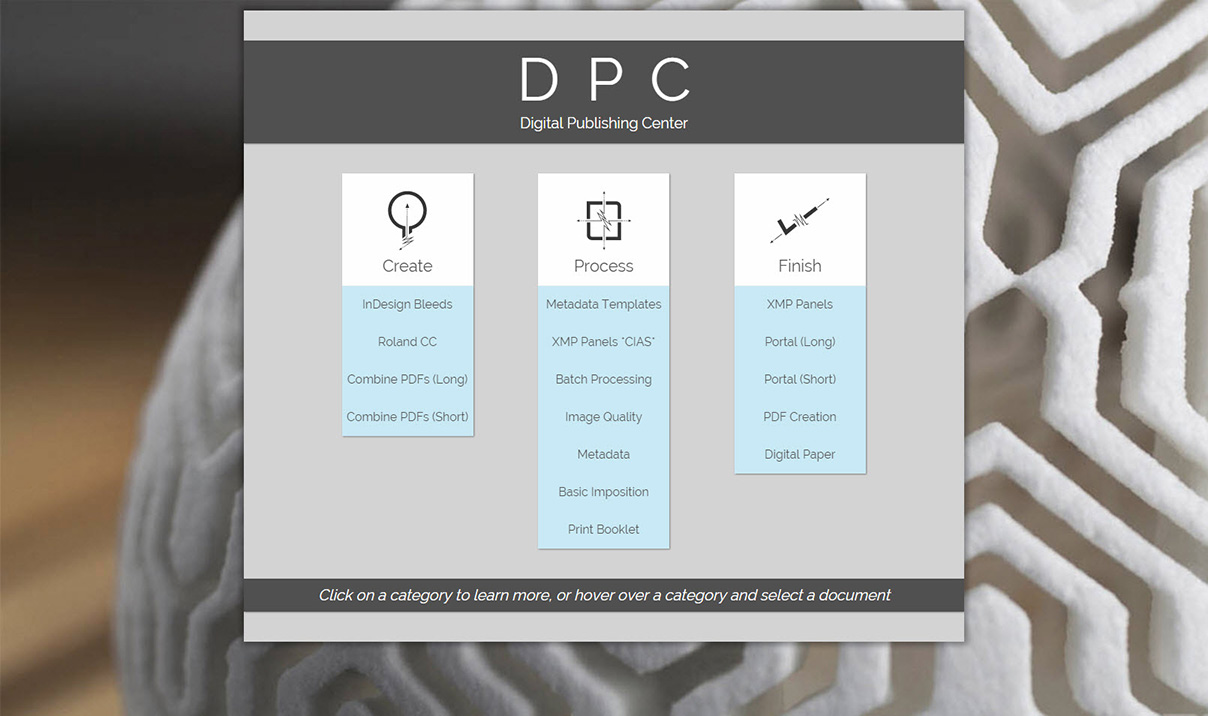 D P C
Digital Publishing Center
Create
InDesign Bleeds
Roland CC
Combine PDFs (Long)
Combine PDFs (Short)
Process
Metadata Templates
XMP Panels "CIAS"
Batch Processing
Image Quality
Metadata
Basic Imposition
Print Booklet
Finish
XMP Panels
Portal (Long)
Portal (Short)
PDF Creation
Digital Paper
Click on a category to learn more, or hover over a category and select a document